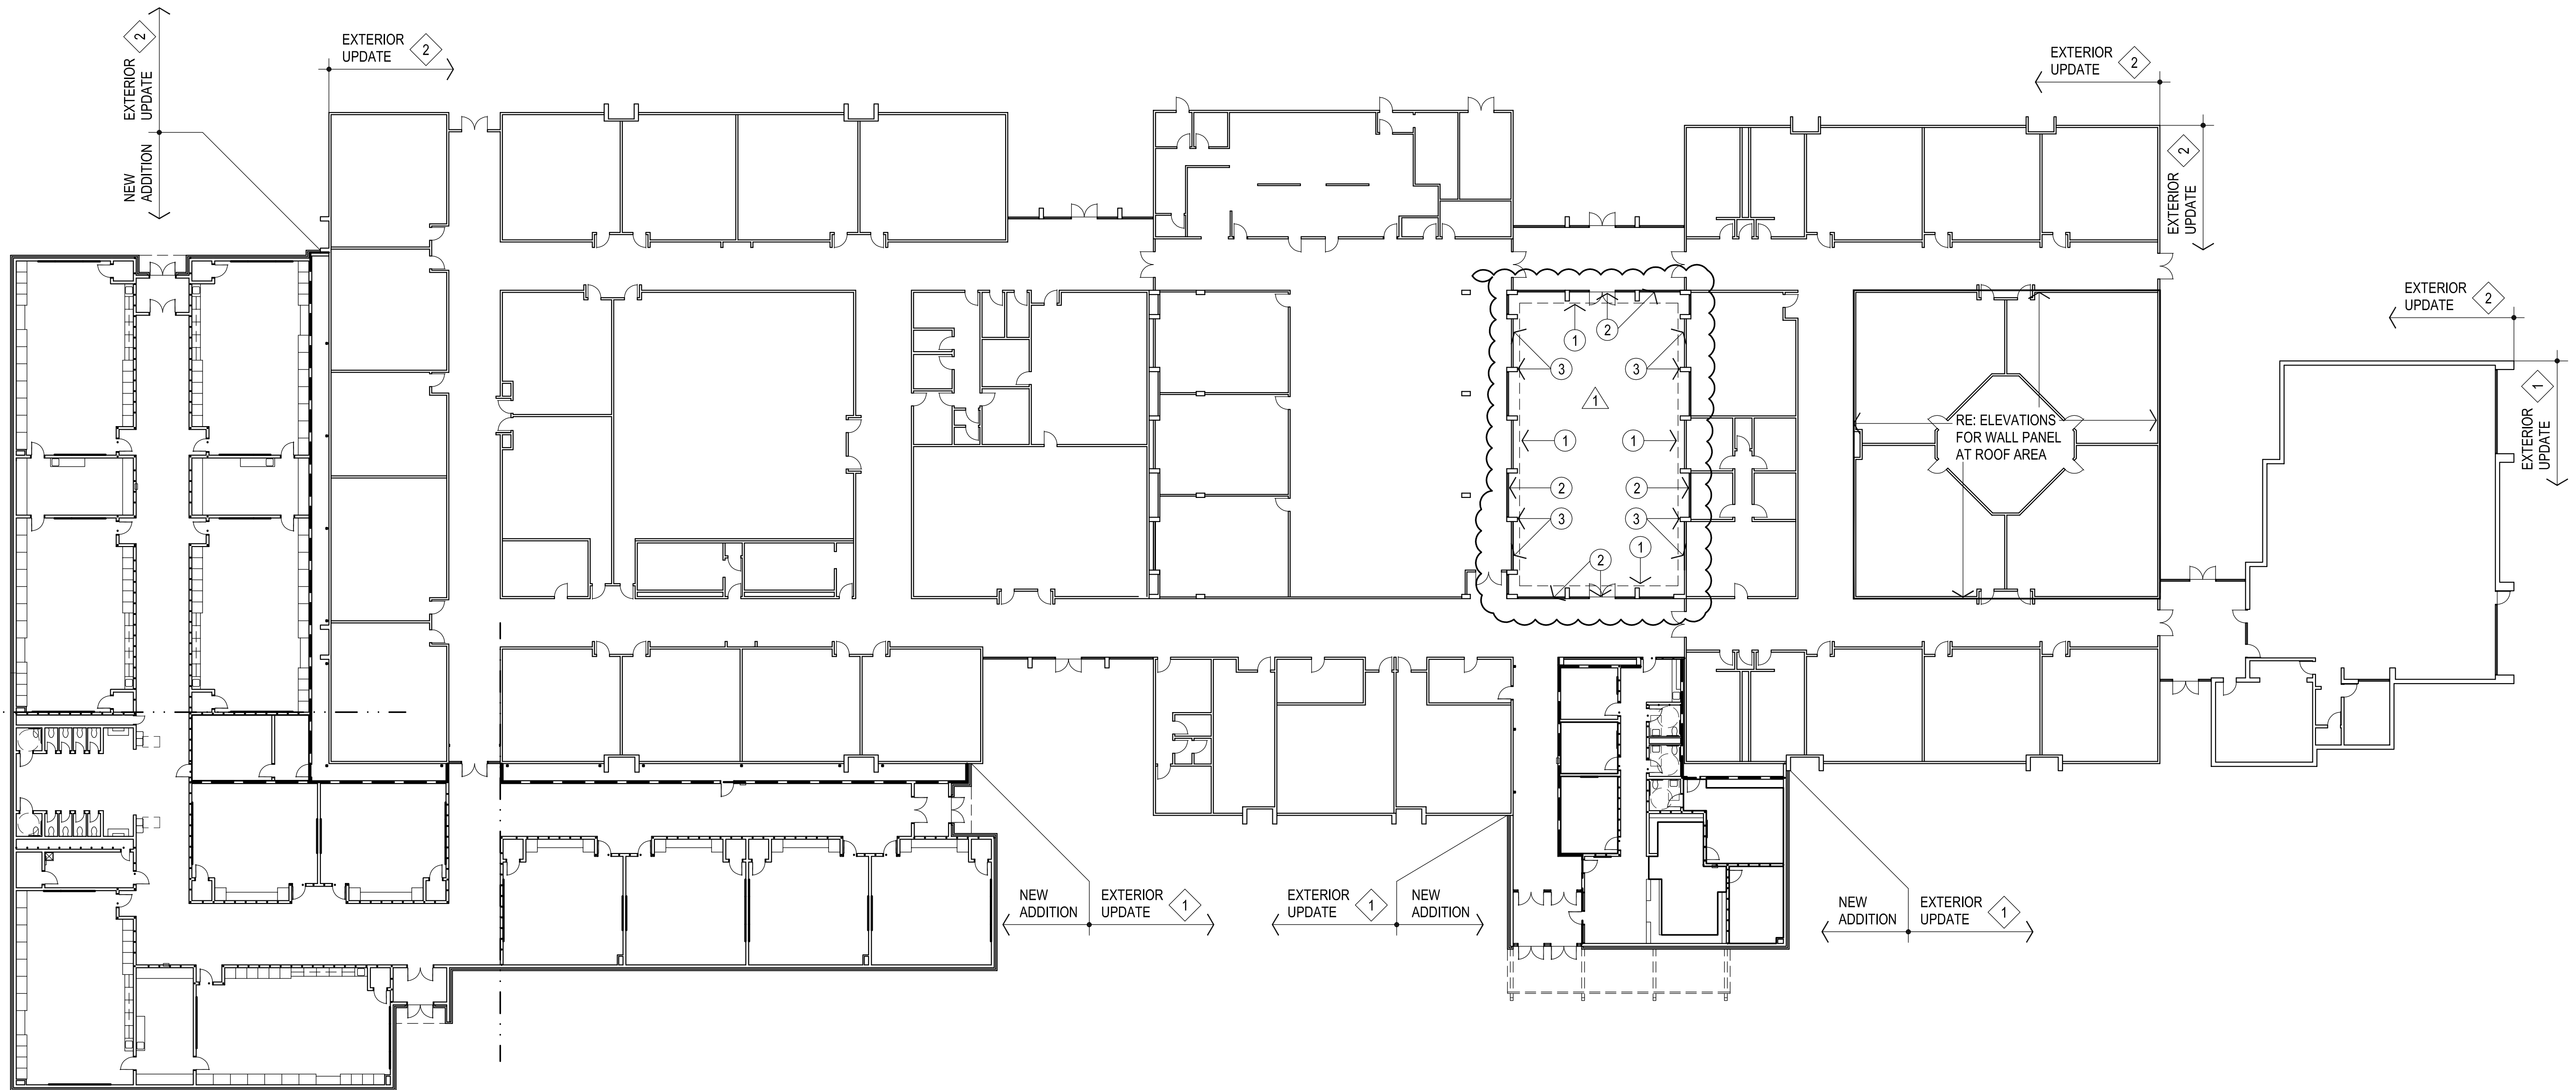 EXTERIOR
UPDATE
2
NEW
ADDITION
EXTERIOR
UPDATE
2
EXTERIOR
UPDATE
2
EXTERIOR
UPDATE
2
EXTERIOR
UPDATE
2
EXTERIOR
UPDATE
1
1
2
3
3
1
1
1
2
2
3
3
2
1
RE: ELEVATIONS
FOR WALL PANEL
AT ROOF AREA
NEW
ADDITION
EXTERIOR
UPDATE
1
EXTERIOR
UPDATE
1
NEW
ADDITION
NEW
ADDITION
EXTERIOR
UPDATE
1